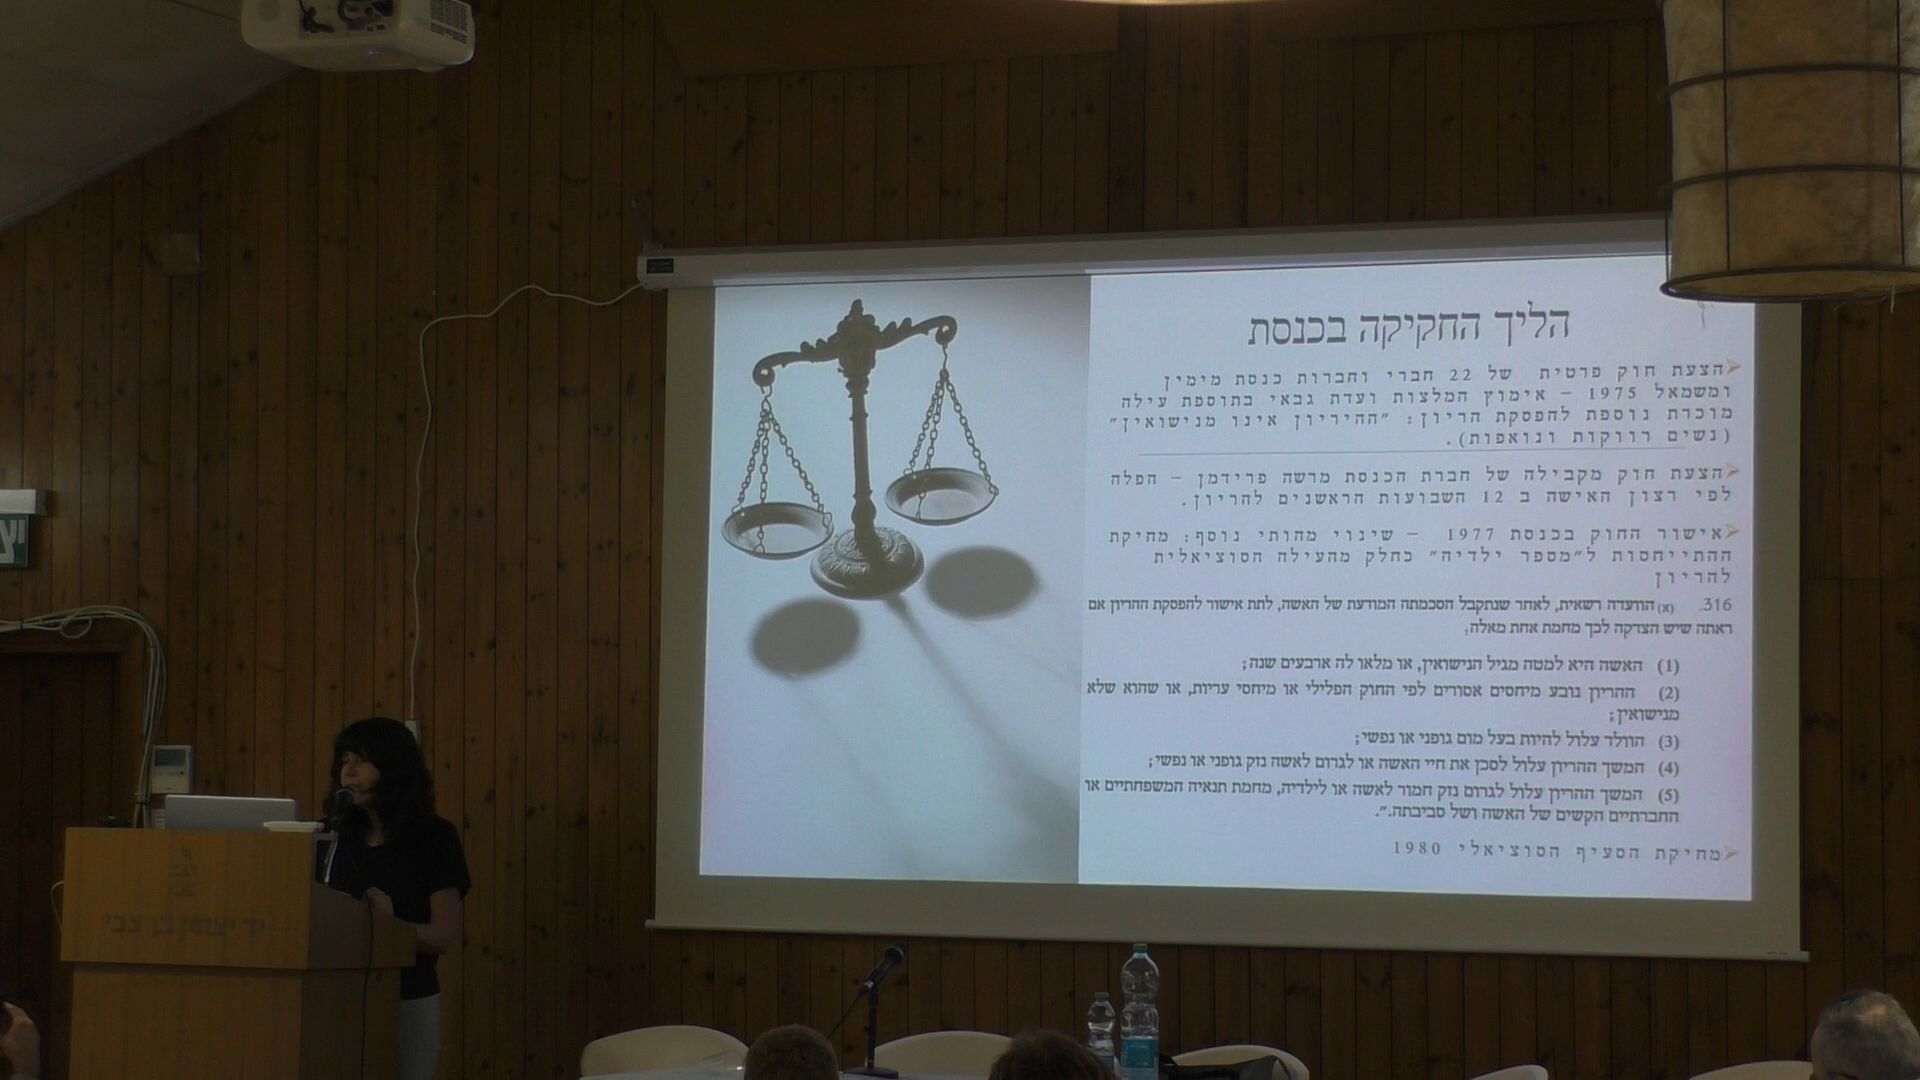 הליך החקיקה בכנסת
הצעת חוק פרטית של 22 חברי וחברות כנסת מימין
ומשמאל 1975 – אימוץ המלצות ועדת גבאי בתוספת עילה
מוכרת נוספת להפסקת הריון: "ההיריון אינו מנישואין"
(נשים רווקות ונואפות).
הצעת חוק מקבילה של חברת הכנסת מרשה פרידמן – הפלה
לפי רצון האישה ב 12 השבועות הראשנים להריון.
אישור החוק בכנסת 1977 – שינוי מהותי נוסף: מחיקת
ההתייחסות ל"מספר ילדיה" כחלק מהעילה הסוציאלית
להריון
316. (א) הוועדה רשאית, לאחר שנתקבל הסכמתה המודעת של האשה, לתת אישור להפסקת ההריון אם
ראתה שיש הצדקה לכך מחמת אחת מאלה:
(1) האשה היא למטה מגיל הנישואין, או מלאו לה ארבעים שנה;
(2) ההריון נובע מיחסים אסורים לפי החוק הפלילי או מיחסי עריות, או שהוא שלא
מנישואין;
(3) הוולד עלול להיות בעל מום גופני או נפשי;
(4) המשך ההריון עלול לסכן את חיי האשה או לגרום לאשה נזק גופני או נפשי;
(5) המשך ההריון עלול לגרום נזק חמור לאשה או לילדיה, מחמת תנאיה המשפחתיים או
החברתיים הקשים של האשה ושל סביבתה.".
מחיקת הסעיף הסוציאלי 1980
יד יצחק בן צבי